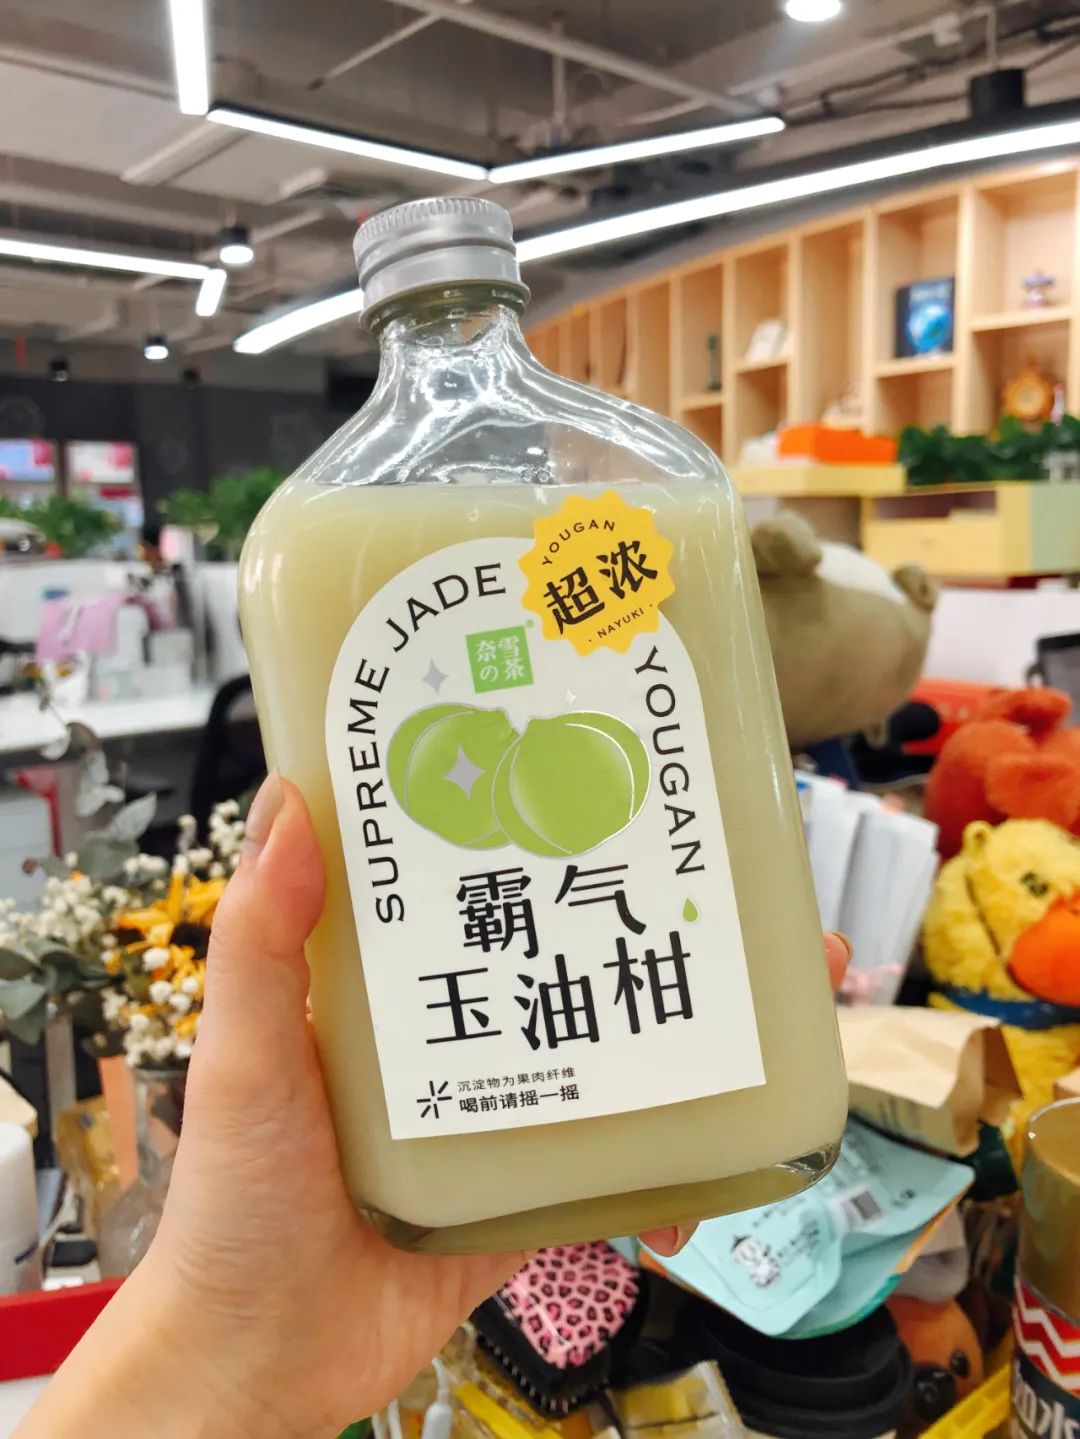 SUPREME JADE YOUGAN
YOUGAN
超浓
· NAYUKI ·
奈雪
の茶
霸气
玉油柑
沉淀物为果肉纤维
喝前请摇一摇